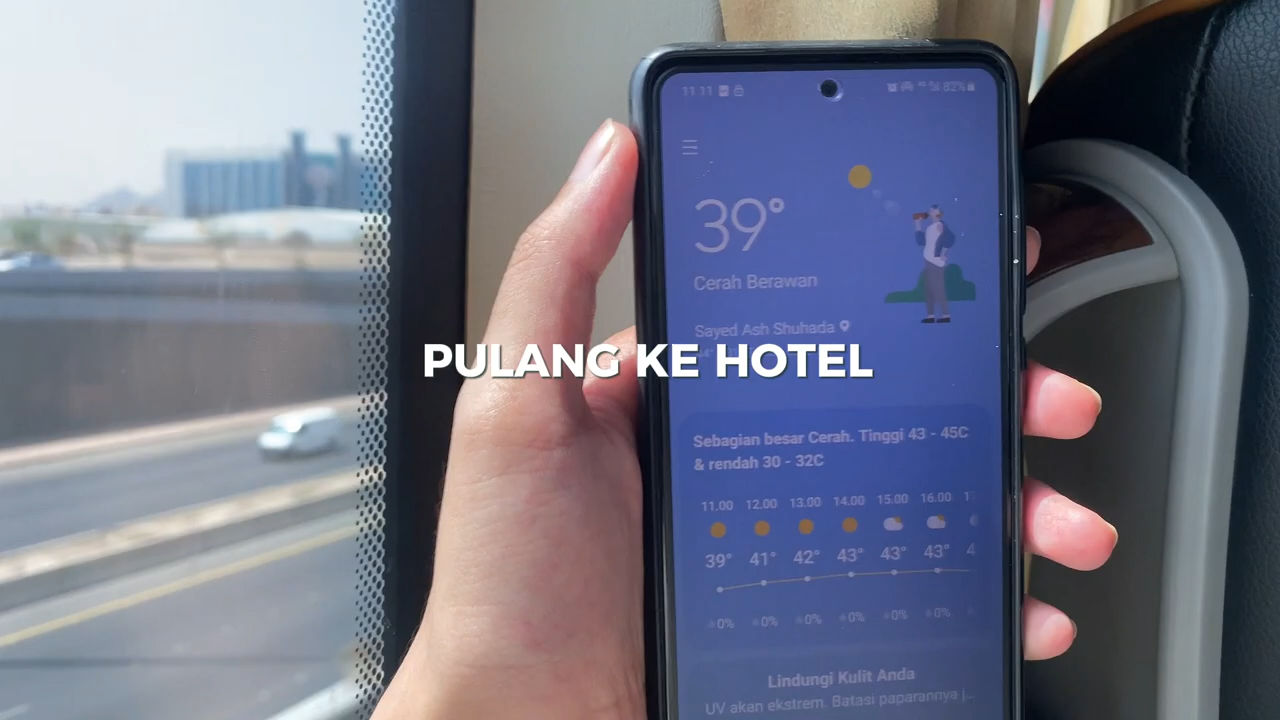 11.11
82%
39°
Cerah Berawan
Sayed Ash Shuhada
PULANG KE HOTEL
Sebagian besar Cerah. Tinggi 43 - 45C
& rendah 30 - 32C
11.00 12.00 13.00 14.00 15.00 16.00 1
39° 41° 42° 43° 43° 43° 4
0% 0% 0% 0% 0% 0%
Lindungi Kulit Anda
UV akan ekstrem. Batasi paparannya j...